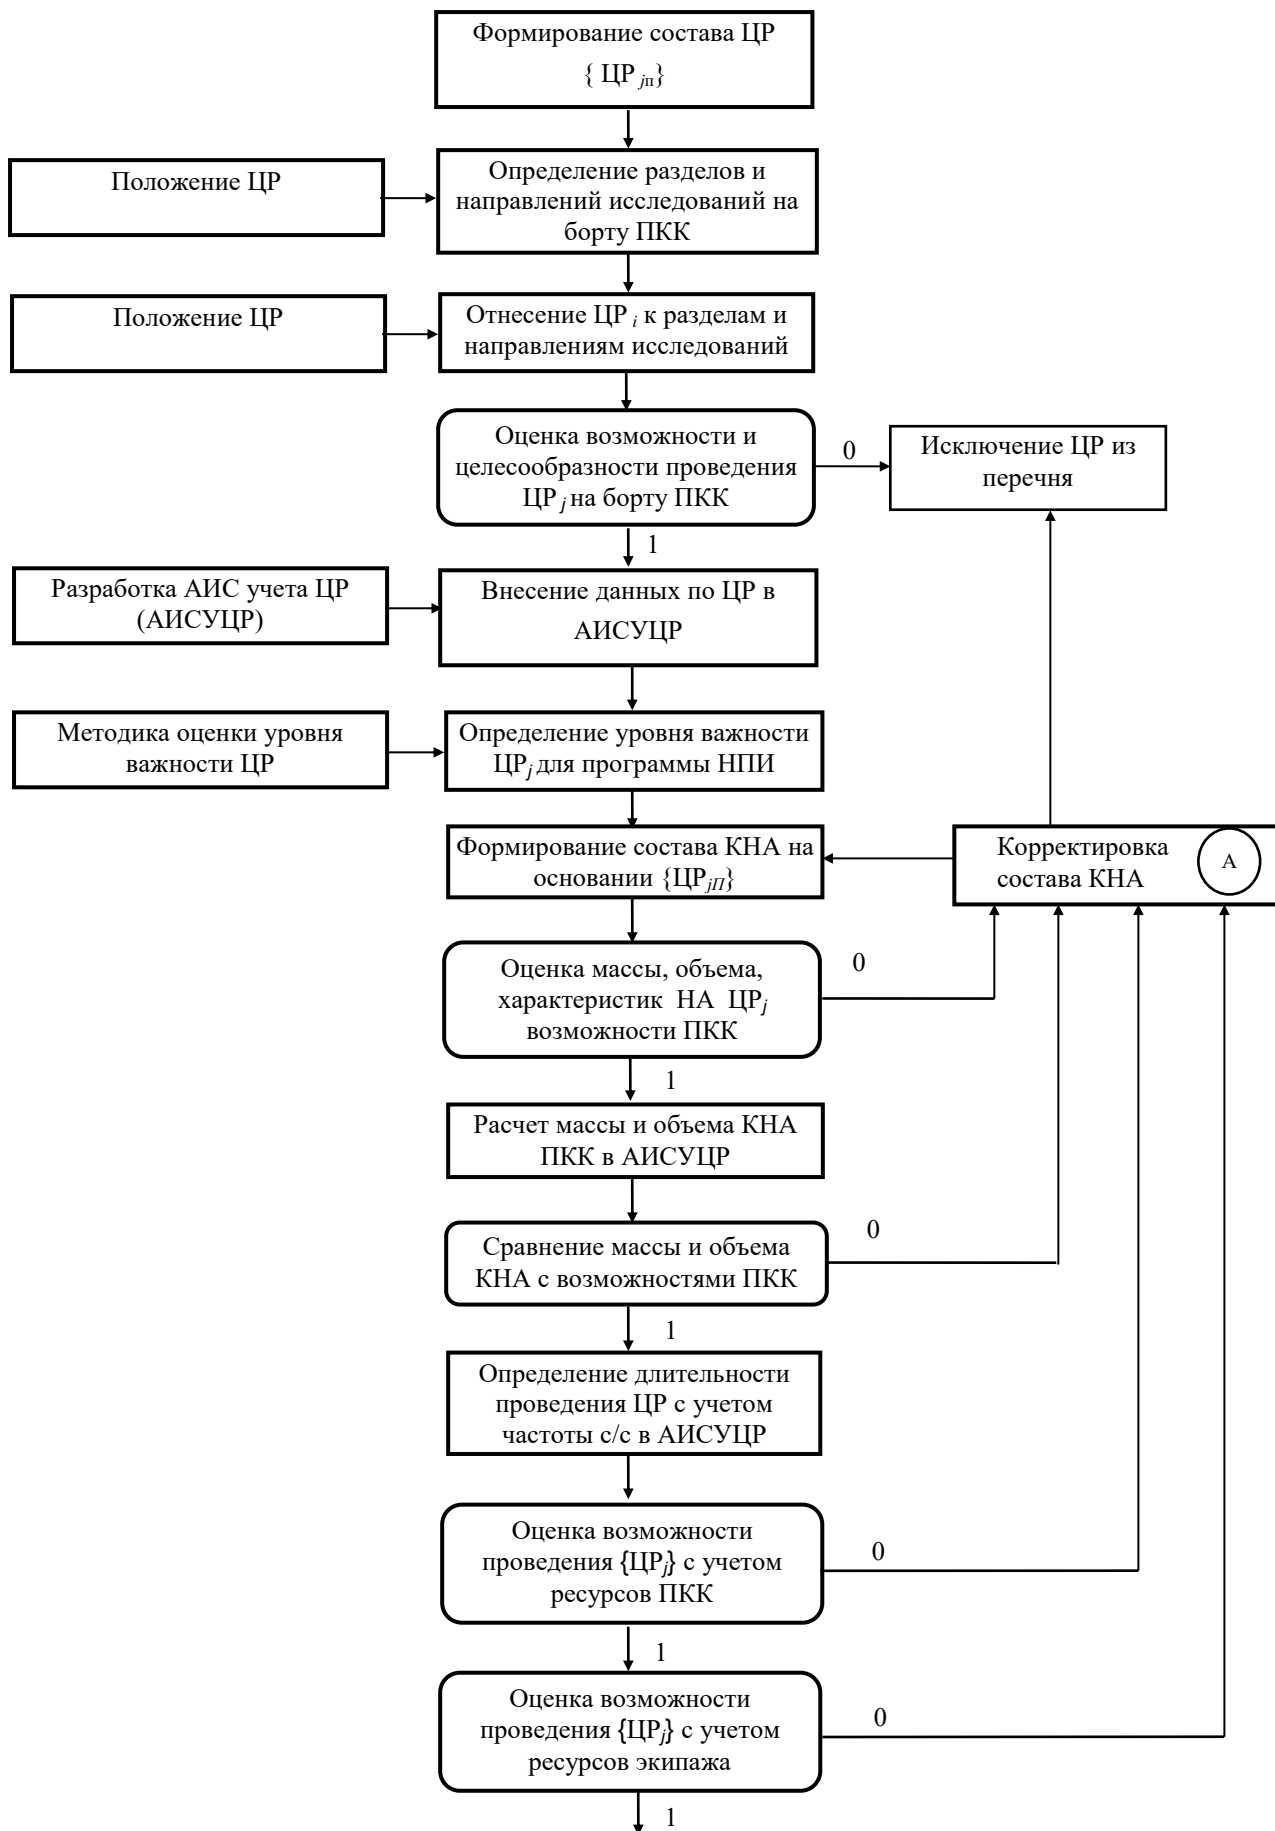 Формирование состава ЦР
{ ЦР jп}
Положение ЦР
Определение разделов и
направлений исследований на
борту ПКК
Положение ЦР
Отнесение ЦР i к разделам и
направлениям исследований
Оценка возможности и
целесообразности проведения
ЦР j на борту ПКК
0
Исключение ЦР из
перечня
1
Разработка АИС учета ЦР
(АИСУЦР)
Внесение данных по ЦР в
АИСУЦР
Методика оценки уровня
важности ЦР
Определение уровня важности
ЦРj для программы НПИ
Формирование состава КНА на
основании {ЦРjП}
Корректировка
состава КНА
А
Оценка массы, объема,
характеристик НА ЦРj
возможности ПКК
0
1
Расчет массы и объема КНА
ПКК в АИСУЦР
Сравнение массы и объема
КНА с возможностями ПКК
0
1
Определение длительности
проведения ЦР с учетом
частоты с/с в АИСУЦР
Оценка возможности
проведения {ЦРj} с учетом
ресурсов ПКК
0
1
Оценка возможности
проведения {ЦРj} с учетом
ресурсов экипажа
0
1